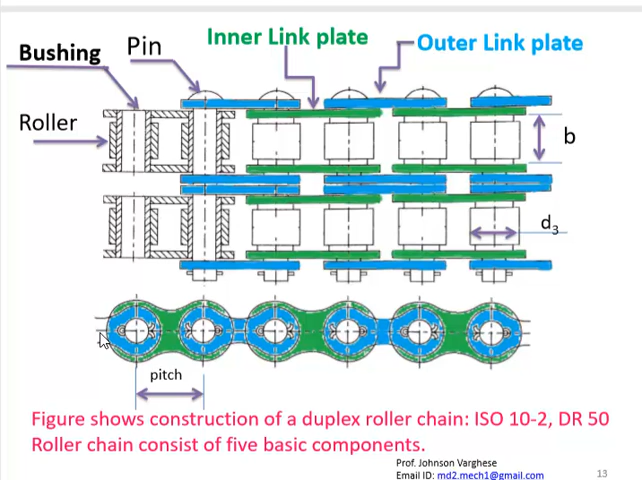 Bushing
Pin
Inner Link plate
Outer Link plate
Roller
b
d3
pitch
Figure shows construction of a duplex roller chain: ISO 10-2, DR 50
Roller chain consist of five basic components.
Prof. Johnson Varghese
Email ID: md2.mech1@gmail.com
13